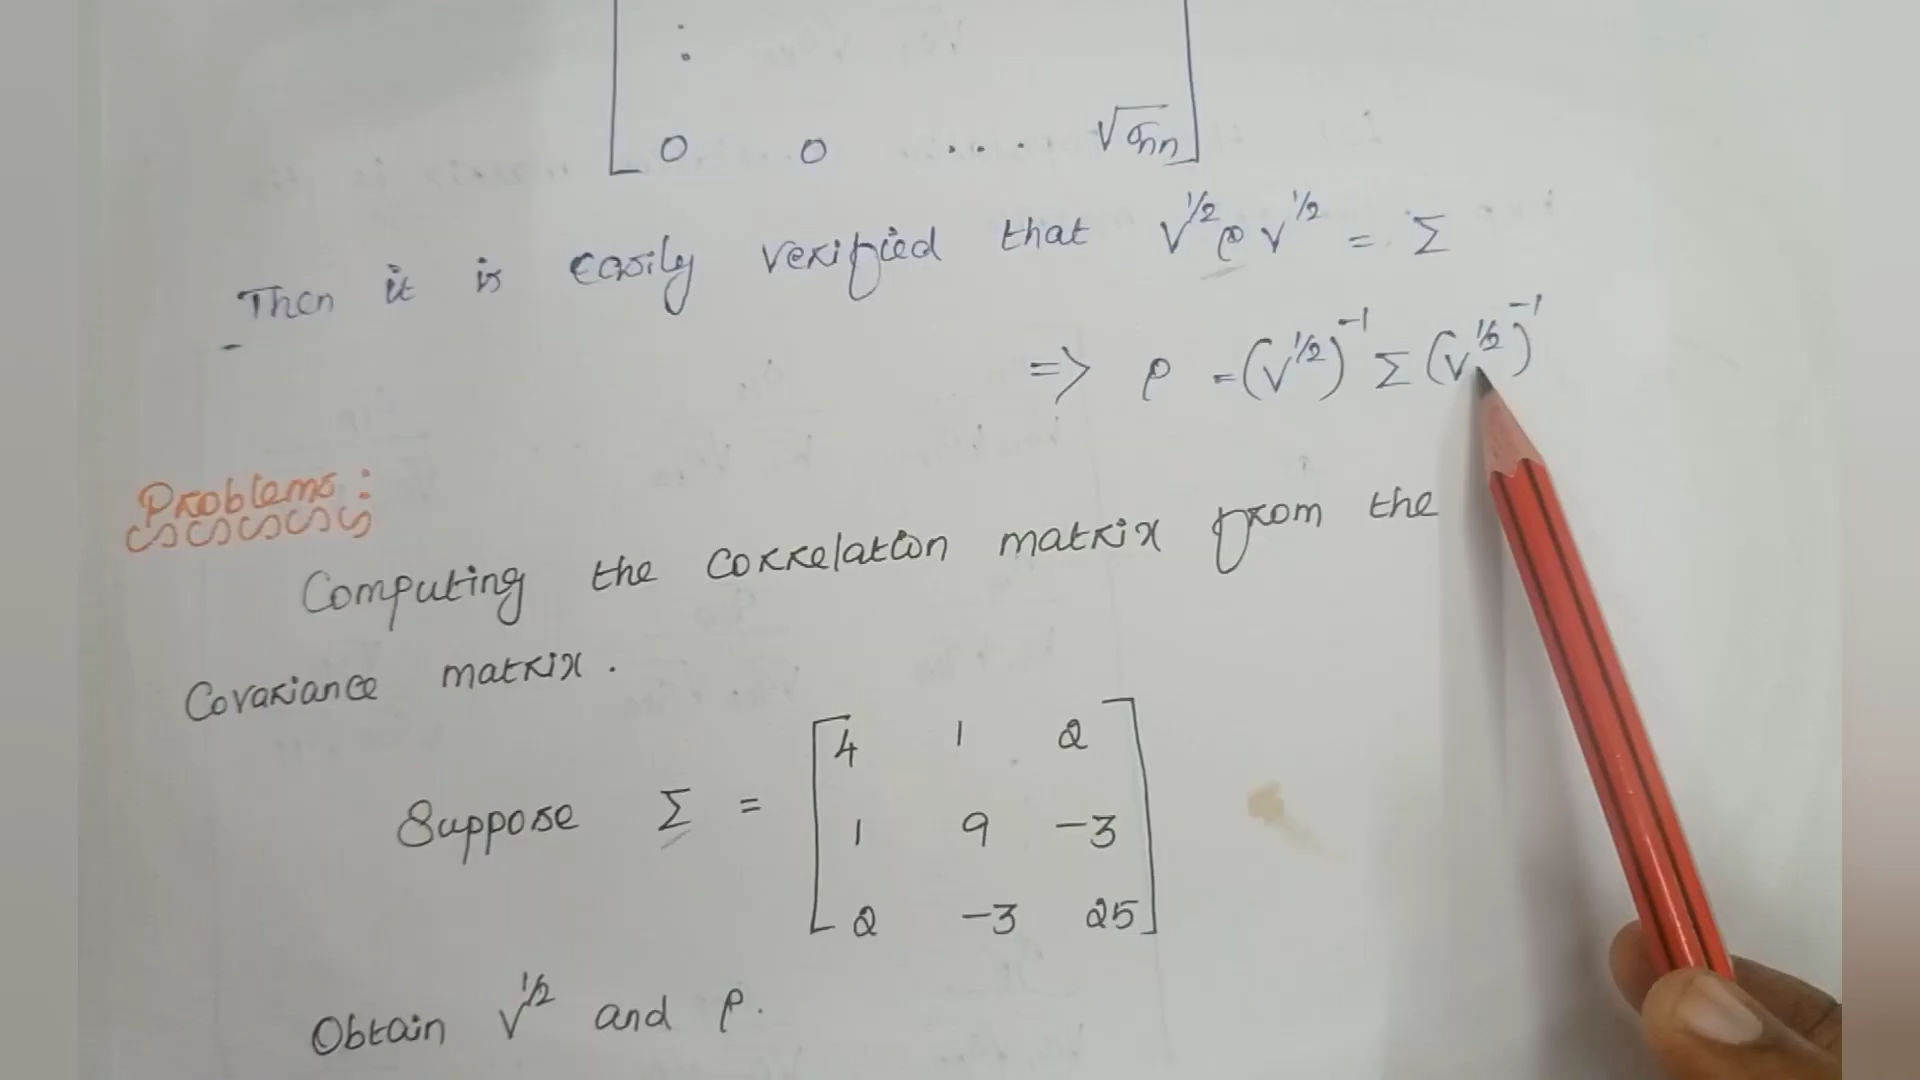 :
0 0 ... √σnn
Then it is easily verified that V^1/2 ρ V^1/2 = Σ
=> ρ = (V^1/2)^-1 Σ (V^1/2)^-1
Problems:
Computing the correlation matrix from the
Covariance matrix.
4 1 2
Suppose Σ = 1 9 -3
2 -3 25
Obtain V^1/2 and ρ.